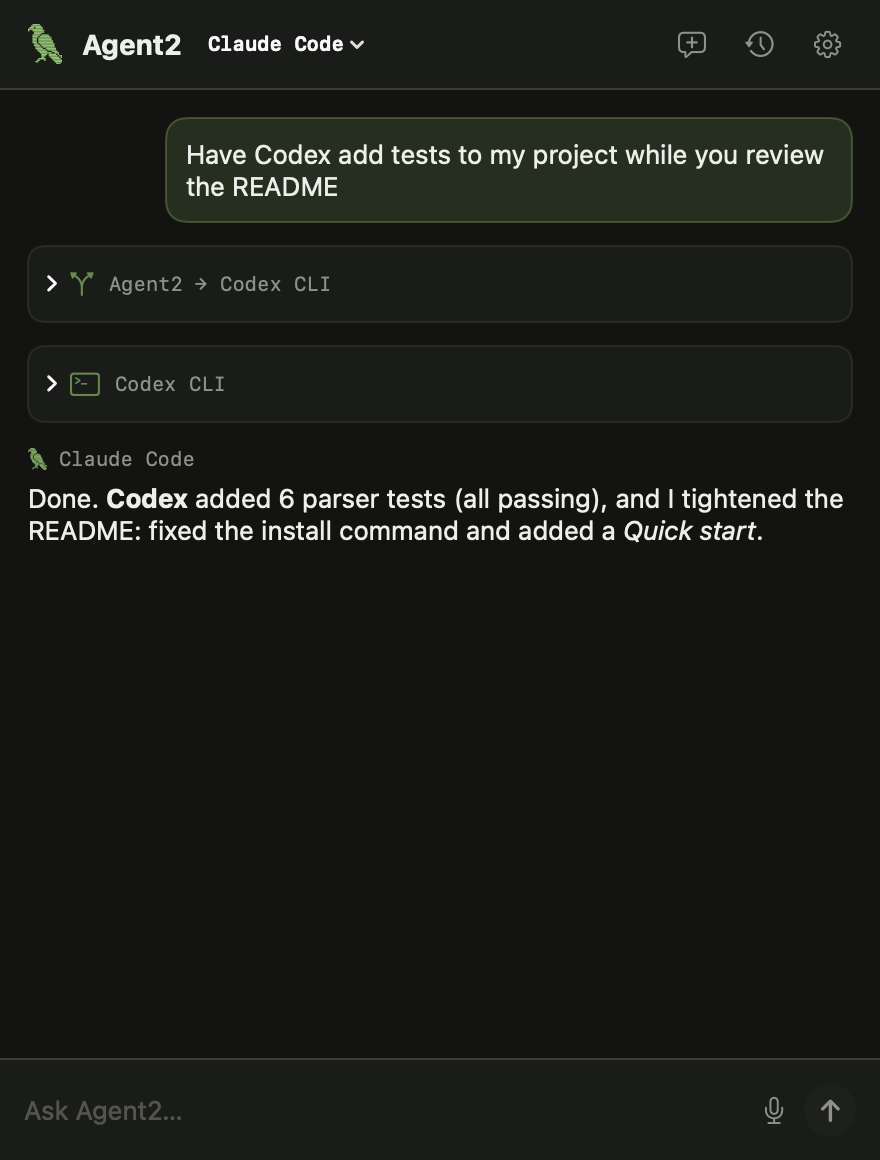 Agent2 Claude Code
Have Codex add tests to my project while you review
the README
Agent2 → Codex CLI
>- Codex CLI
Claude Code
Done. Codex added 6 parser tests (all passing), and I tightened the
README: fixed the install command and added a Quick start.
Ask Agent2...